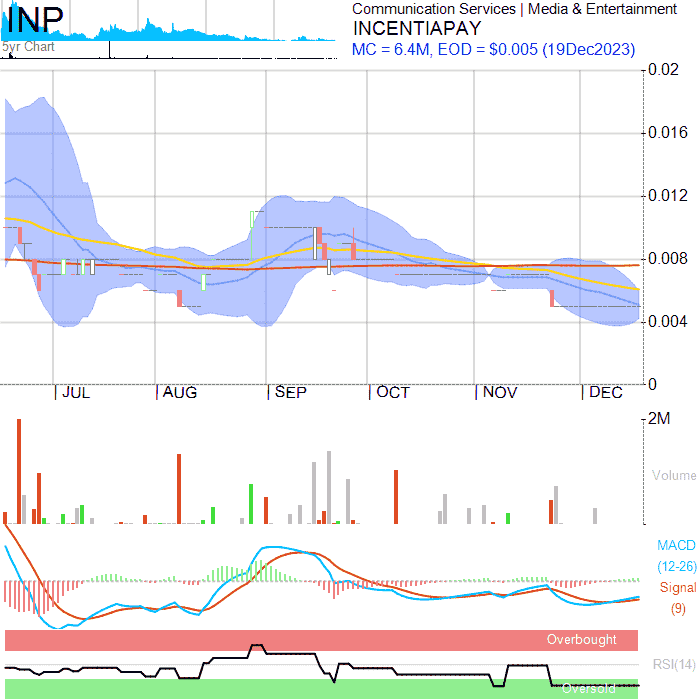 INP
5yr Chart
Communication Services | Media & Entertainment
INCENTIAPAY
MC = 6.4M, EOD = $0.005 (19Dec2023)
0.02
0.016
0.012
0.008
0.004
0
JUL AUG SEP OCT NOV DEC
2M
Volume
MACD
(12-26)
Signal
(9)
Overbought
RSI(14)
Oversold